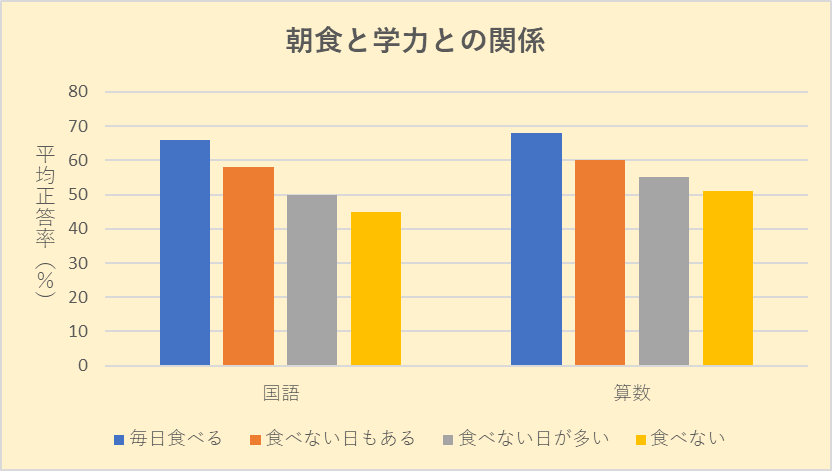 朝食と学力との関係
平均正答率（%）
80
70
60
50
40
30
20
10
0
国語
算数
毎日食べる
食べない日もある
食べない日が多い
食べない